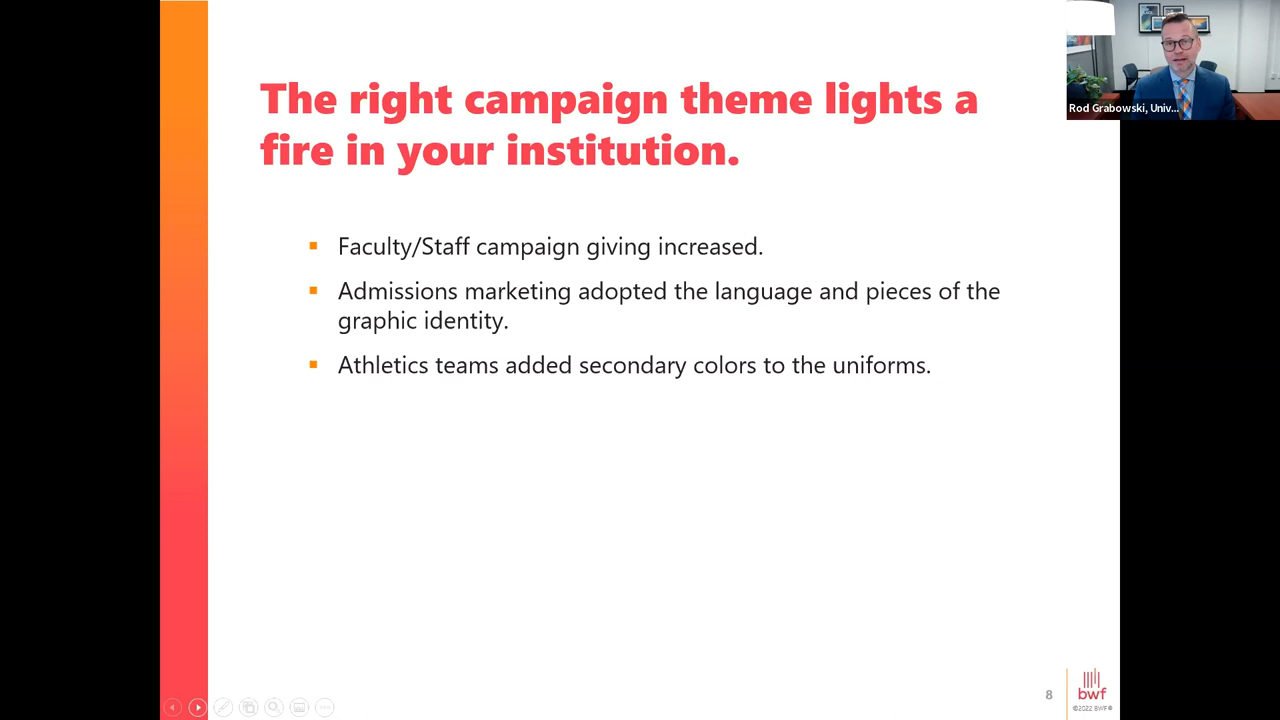 The right campaign theme lights a
fire in your institution.
Rod Grabowski, Univ...
Faculty/Staff campaign giving increased.
Admissions marketing adopted the language and pieces of the
graphic identity.
Athletics teams added secondary colors to the uniforms.
8
bwf
©2022 BWF®